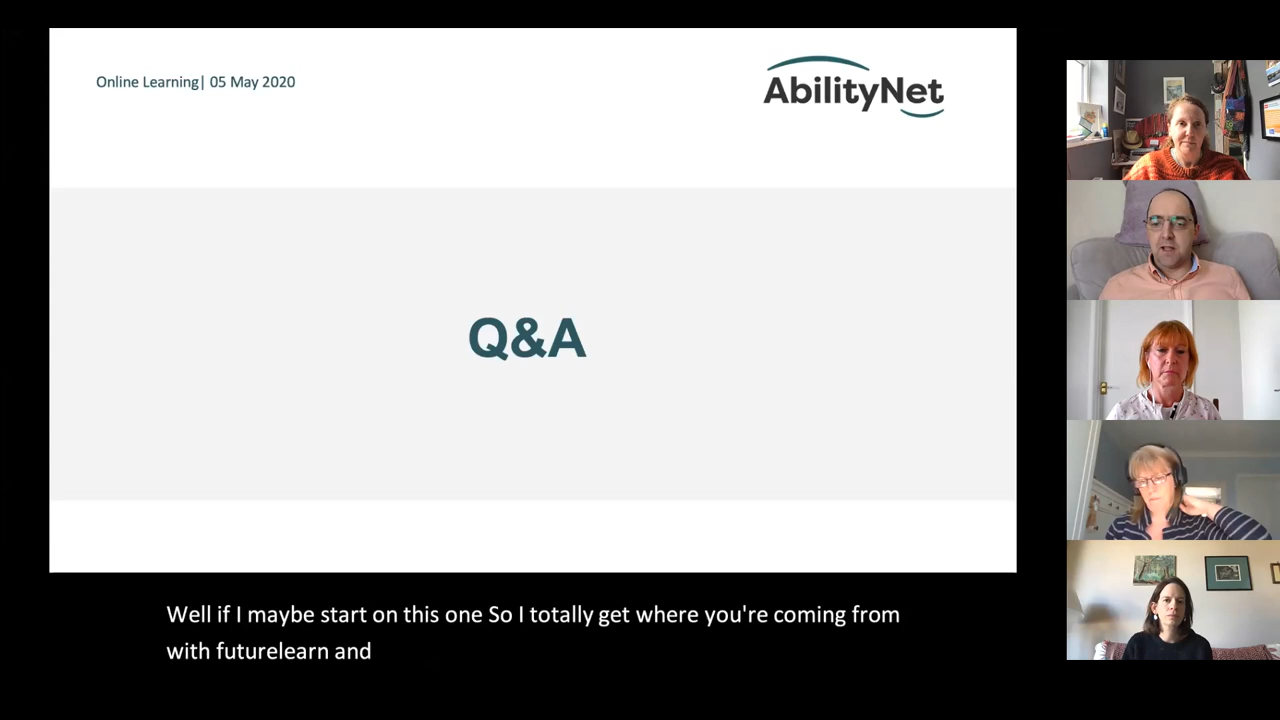 Online Learning| 05 May 2020
AbilityNet
Q&A
Well if I maybe start on this one So I totally get where you're coming from
with futurelearn and